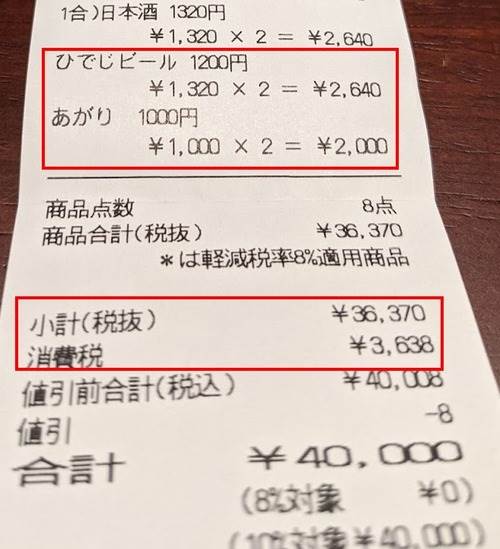 1合)日本酒 1320円
¥1,320 × 2 = ¥2,640
ひでじビール 1200円
¥1,320 × 2 = ¥2,640
あがり 1000円
¥1,000 × 2 = ¥2,000
商品点数 8点
商品合計(税抜) ¥36,370
*は軽減税率8%適用商品
小計(税抜) ¥36,370
消費税 ¥3,638
値引前合計(税込) ¥40,008
値引 -8
合計 ¥40,000
(8%対象 ¥0)
(10%対象 ¥40,000)